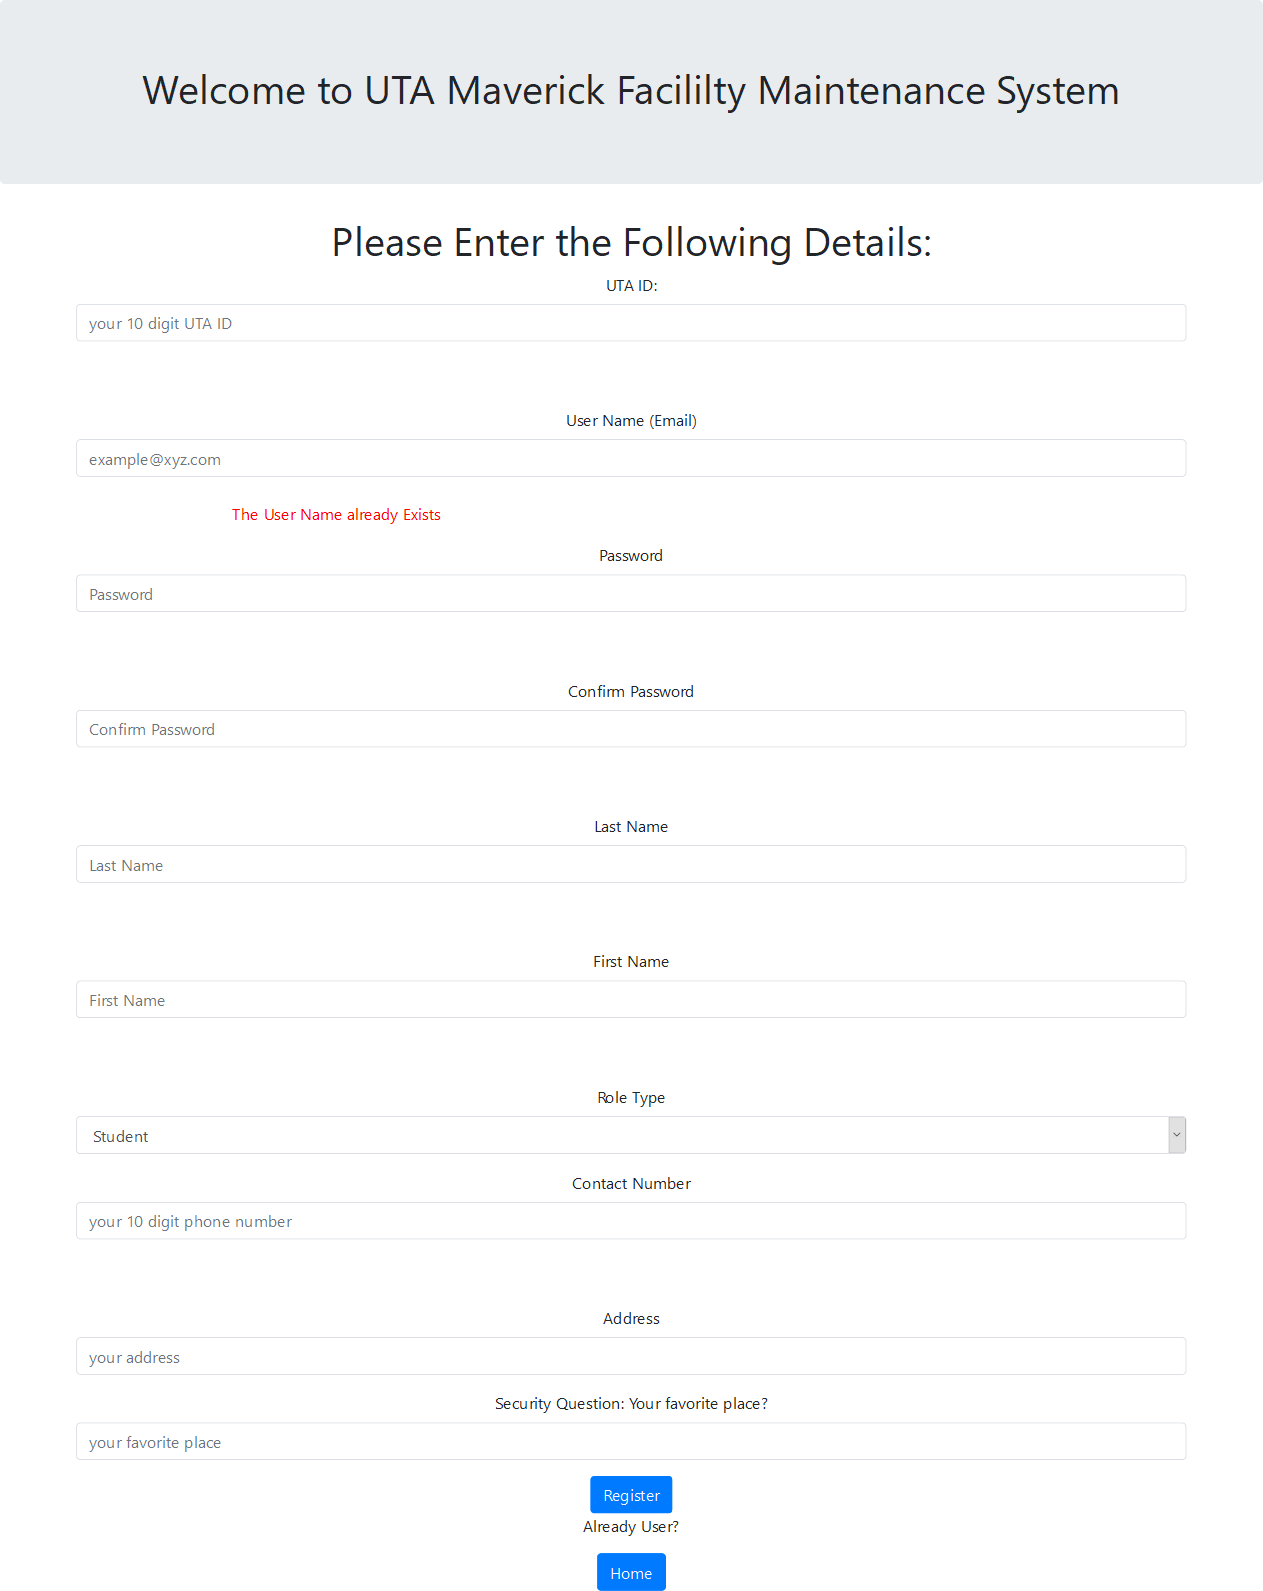 Welcome to UTA Maverick Facililty Maintenance System
Please Enter the Following Details:
UTA ID:
your 10 digit UTA ID
User Name (Email)
example@xyz.com
The User Name already Exists
Password
Password
Confirm Password
Confirm Password
Last Name
Last Name
First Name
First Name
Role Type
Student
Contact Number
your 10 digit phone number
Address
your address
Security Question: Your favorite place?
your favorite place
Register
Already User?
Home